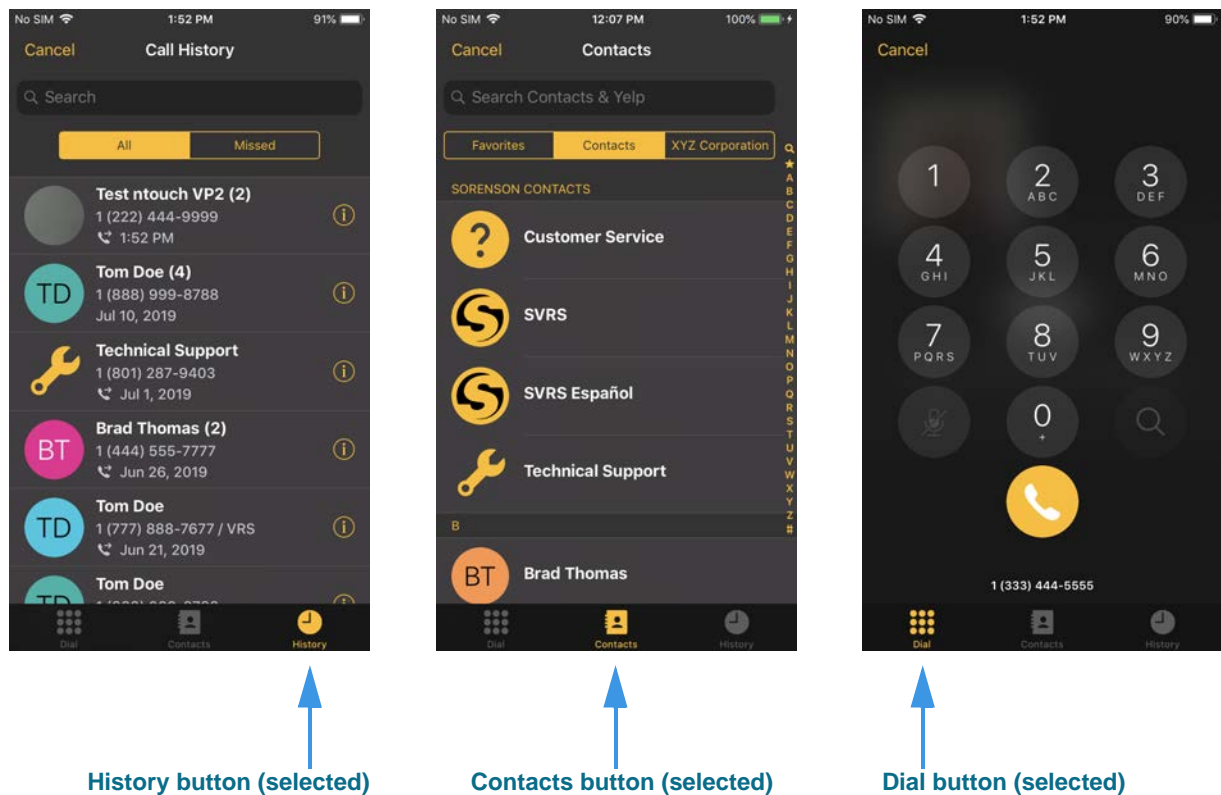 No SIM 1:52 PM 91%
Cancel Call History
Search
All Missed
Test ntouch VP2 (2)
1 (222) 444-9999
1:52 PM
TD
Tom Doe (4)
1 (888) 999-8788
Jul 10, 2019
Technical Support
1 (801) 287-9403
Jul 1, 2019
BT
Brad Thomas (2)
1 (444) 555-7777
Jun 26, 2019
TD
Tom Doe
1 (777) 888-7677 / VRS
Jun 21, 2019
TD
Tom Doe
Dial Contacts History
No SIM 12:07 PM 100%
Cancel Contacts
Search Contacts & Yelp
Favorites Contacts XYZ Corporation
SORENSON CONTACTS
?
Customer Service
S
SVRS
S
SVRS Español
Technical Support
B
BT
Brad Thomas
A
B
C
D
E
F
G
H
I
J
K
L
M
N
O
P
Q
R
S
T
U
V
W
X
Y
Z
#
Dial Contacts History
No SIM 1:52 PM 90%
Cancel
1 2 3
ABC DEF
4 5 6
GHI JKL MNO
7 8 9
PQRS TUV WXYZ
0
+
1 (333) 444-5555
Dial Contacts History
History button (selected) Contacts button (selected) Dial button (selected)